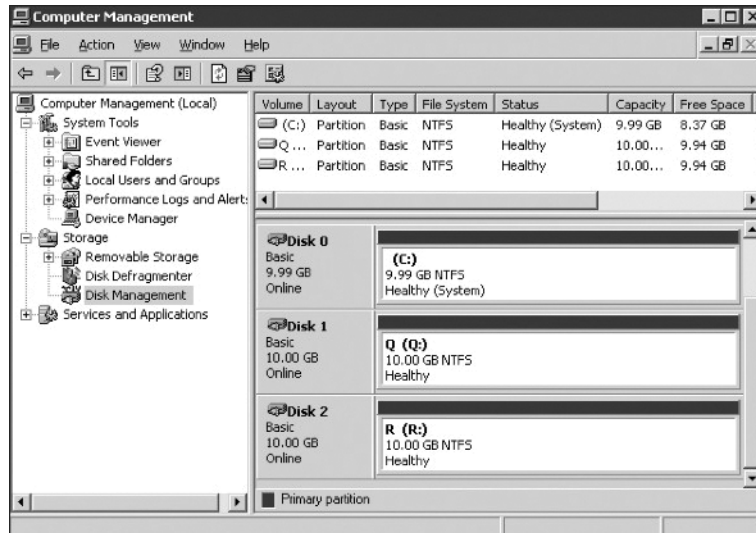 Computer Management
File Action View Window Help
Computer Management (Local)
System Tools
Event Viewer
Shared Folders
Local Users and Groups
Performance Logs and Alert:
Device Manager
Storage
Removable Storage
Disk Defragmenter
Disk Management
Services and Applications
Volume Layout Type File System Status Capacity Free Space
(C:) Partition Basic NTFS Healthy (System) 9.99 GB 8.37 GB
Q ... Partition Basic NTFS Healthy 10.00... 9.94 GB
R ... Partition Basic NTFS Healthy 10.00... 9.94 GB
Disk 0
Basic
9.99 GB
Online
(C:)
9.99 GB NTFS
Healthy (System)
Disk 1
Basic
10.00 GB
Online
Q (Q:)
10.00 GB NTFS
Healthy
Disk 2
Basic
10.00 GB
Online
R (R:)
10.00 GB NTFS
Healthy
Primary partition